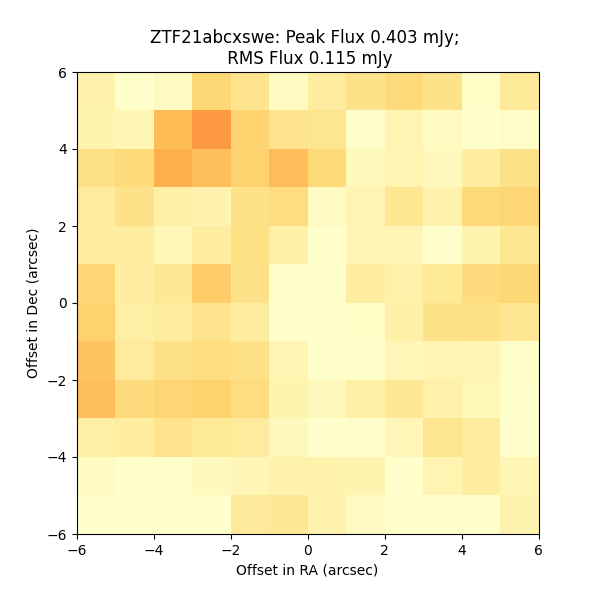 ZTF21abcxswe: Peak Flux 0.403 mJy;
RMS Flux 0.115 mJy
6
4
2
0
−2
−4
−6
Offset in Dec (arcsec)
−6 −4 −2 0 2 4 6
Offset in RA (arcsec)